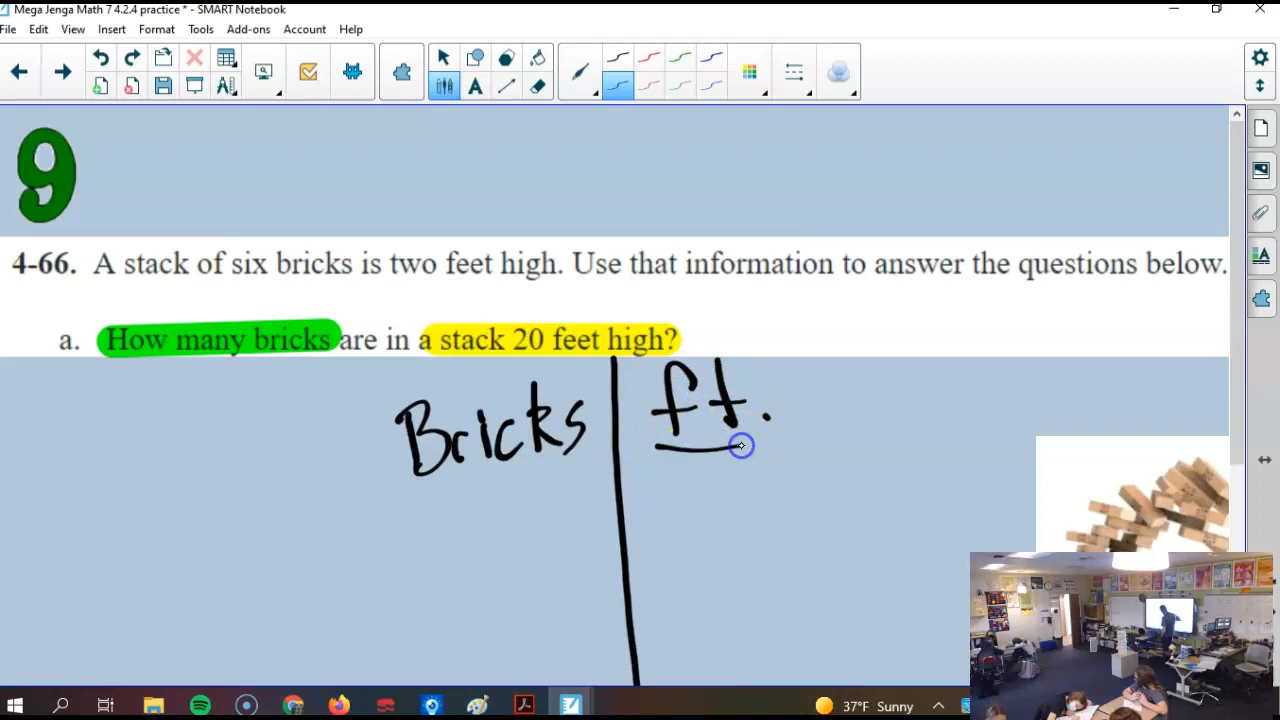 Mega Jenga Math 7 4.2.4 practice * - SMART Notebook
File Edit View Insert Format Tools Add-ons Account Help
9
4-66. A stack of six bricks is two feet high. Use that information to answer the questions below.
a. How many bricks are in a stack 20 feet high?
Bricks ft.
37°F Sunny